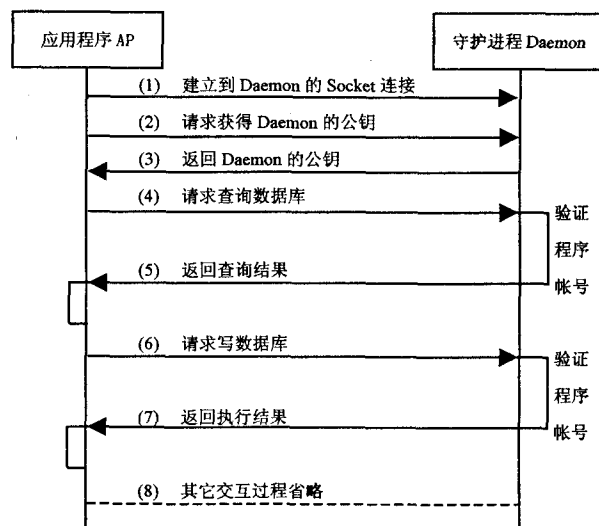 应用程序 AP
守护进程 Daemon
(1) 建立到 Daemon 的 Socket 连接
(2) 请求获得 Daemon 的公钥
(3) 返回 Daemon 的公钥
(4) 请求查询数据库
验证
程序
帐号
(5) 返回查询结果
(6) 请求写数据库
验证
程序
帐号
(7) 返回执行结果
(8) 其它交互过程省略